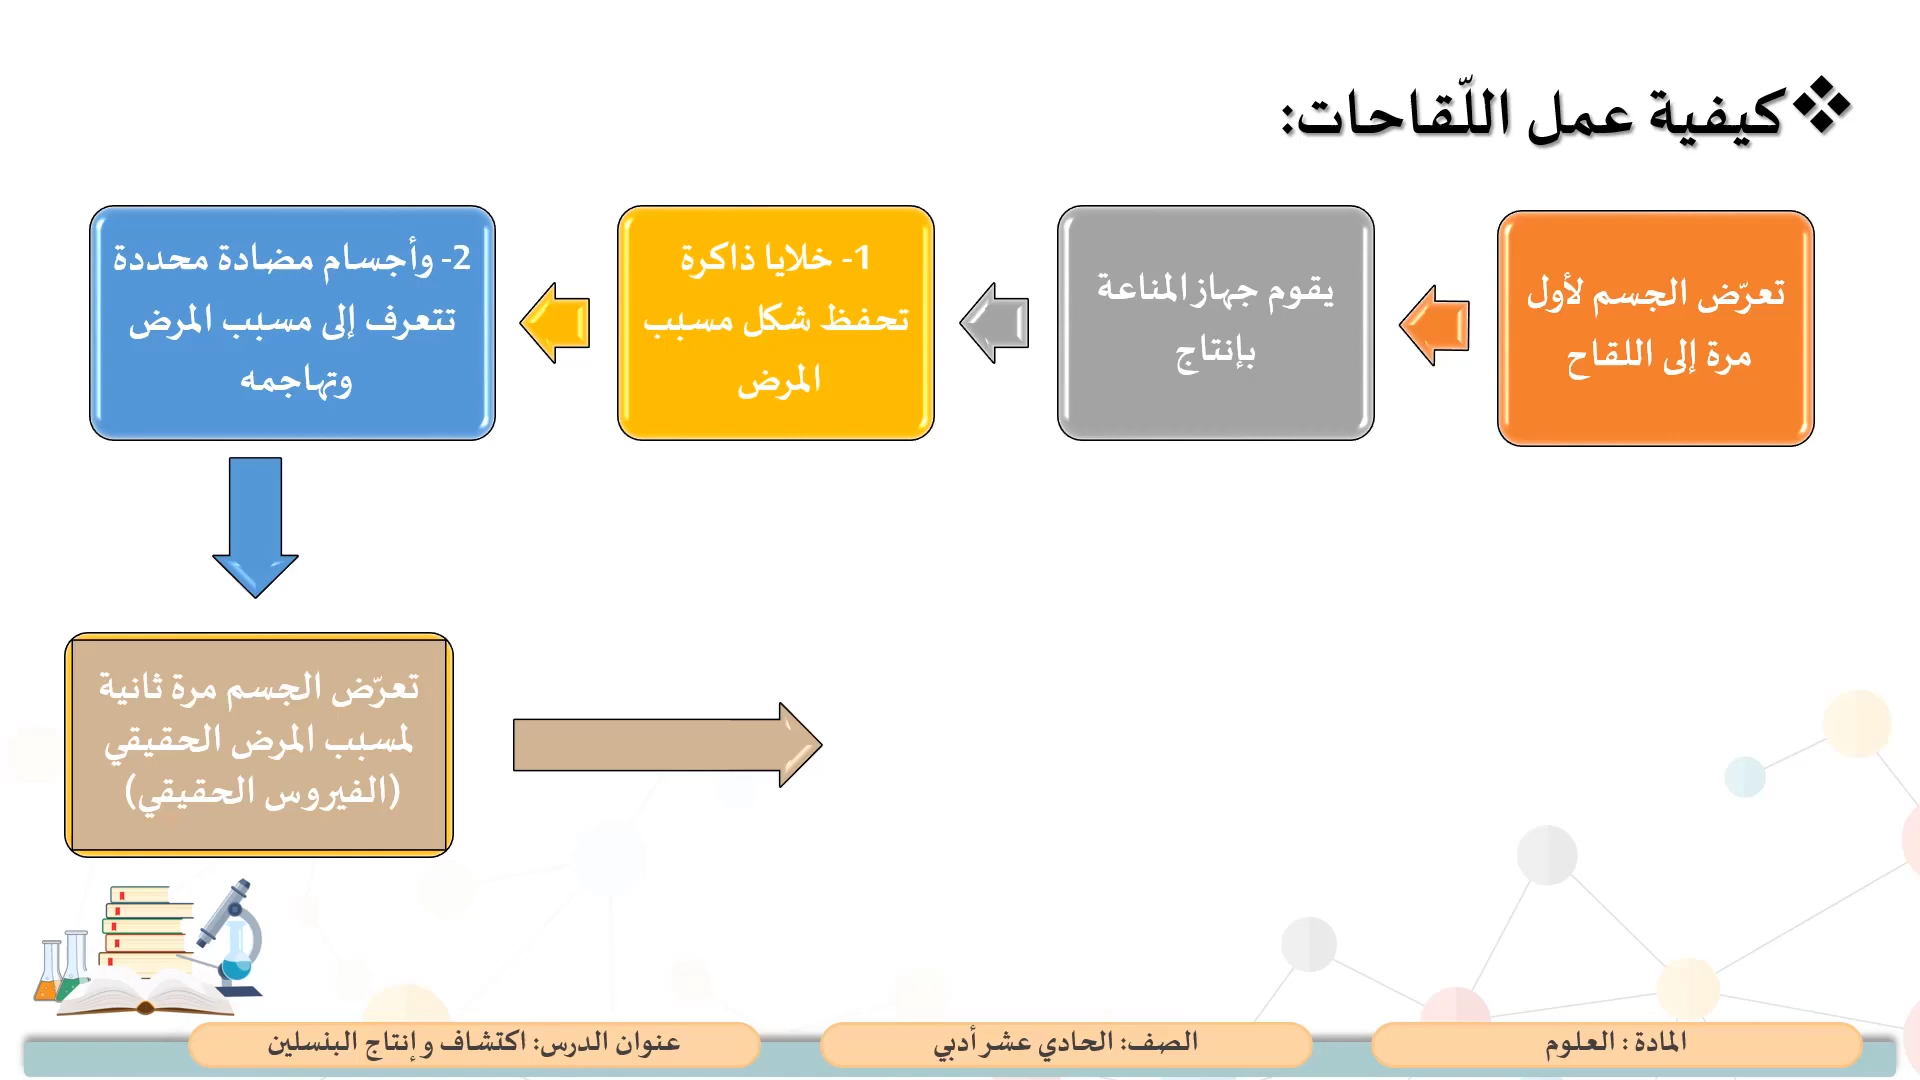 ❖كيفية عمل اللّقاحات:
تعرّض الجسم لأول
مرة إلى اللقاح
يقوم جهاز المناعة
بإنتاج
1- خلايا ذاكرة
تحفظ شكل مسبب
المرض
2- وأجسام مضادة محددة
تتعرف إلى مسبب المرض
وتهاجمه
تعرّض الجسم مرة ثانية
لمسبب المرض الحقيقي
(الفيروس الحقيقي)
المادة : العلوم
الصف: الحادي عشر أدبي
عنوان الدرس: اكتشاف وإنتاج البنسلين